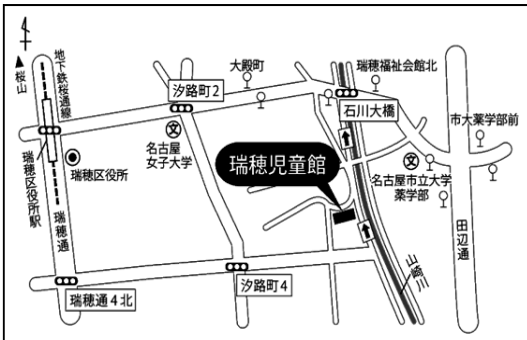 地下鉄桜通線
桜山
大殿町
瑞穂福祉会館北
汐路町2
石川大橋
市大薬学部前
名古屋
女子大学
瑞穂区役所
瑞穂児童館
名古屋市立大学
薬学部
瑞穂区役所駅
瑞穂通
田辺通
山崎川
瑞穂通4北
汐路町4
文
文